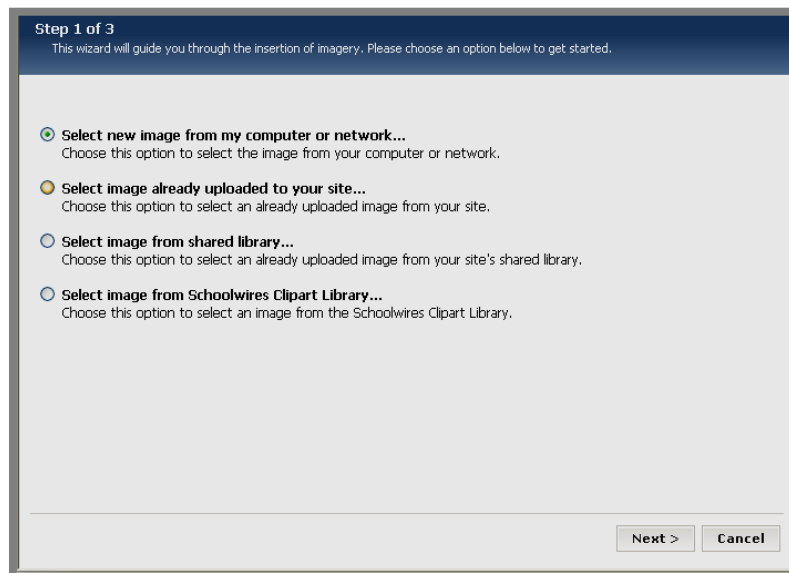 Step 1 of 3
This wizard will guide you through the insertion of imagery. Please choose an option below to get started.
Select new image from my computer or network...
Choose this option to select the image from your computer or network.
Select image already uploaded to your site...
Choose this option to select an already uploaded image from your site.
Select image from shared library...
Choose this option to select an already uploaded image from your site's shared library.
Select image from Schoolwires Clipart Library...
Choose this option to select an image from the Schoolwires Clipart Library.
Next > Cancel